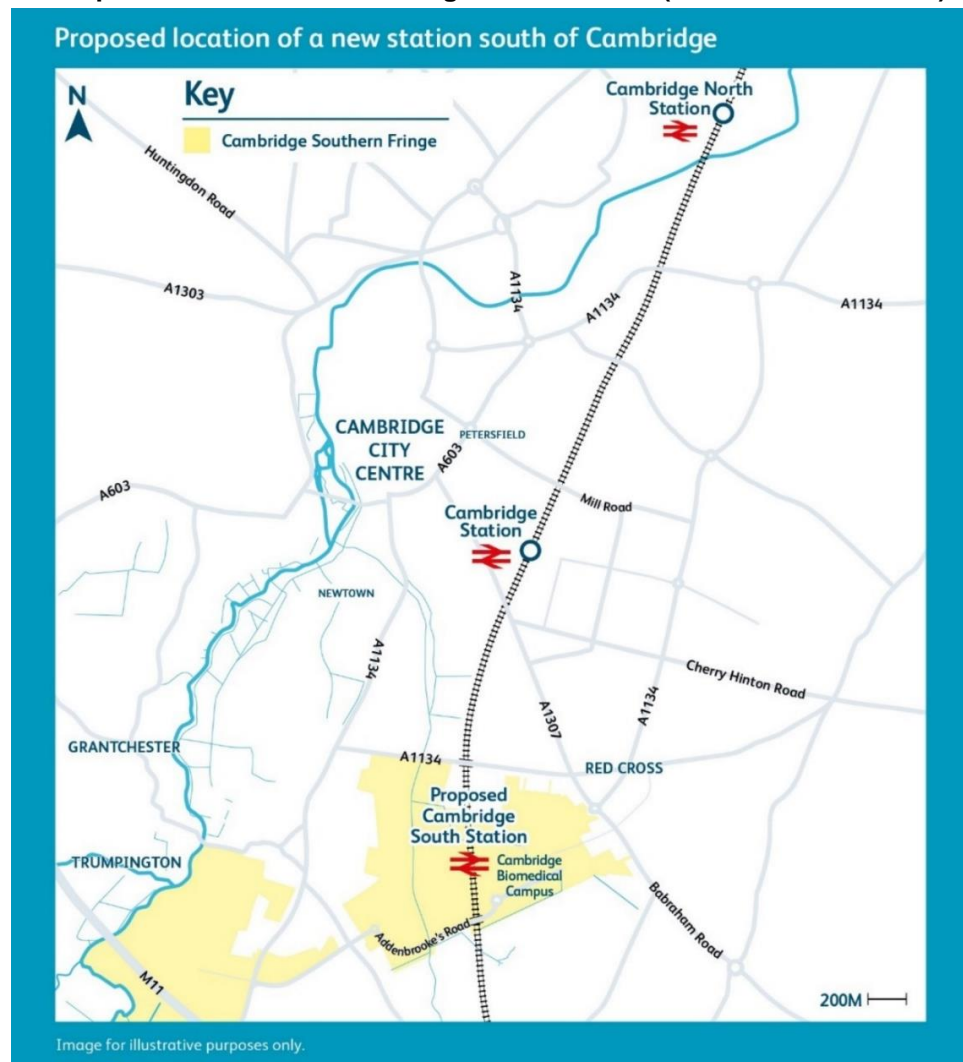 Proposed location of a new station south of Cambridge
N
Key
Cambridge Southern Fringe
Cambridge North
Station
Huntingdon Road
A1303
A1134
A1134
A1134
CAMBRIDGE
CITY
CENTRE
PETERSFIELD
A603
A603
Mill Road
Cambridge
Station
NEWTOWN
A1134
Cherry Hinton Road
A1307
A1134
GRANTCHESTER
A1134
RED CROSS
Proposed
Cambridge
South Station
TRUMPINGTON
Cambridge
Biomedical
Campus
Addenbrooke's Road
Babraham Road
M11
200M
Image for illustrative purposes only.